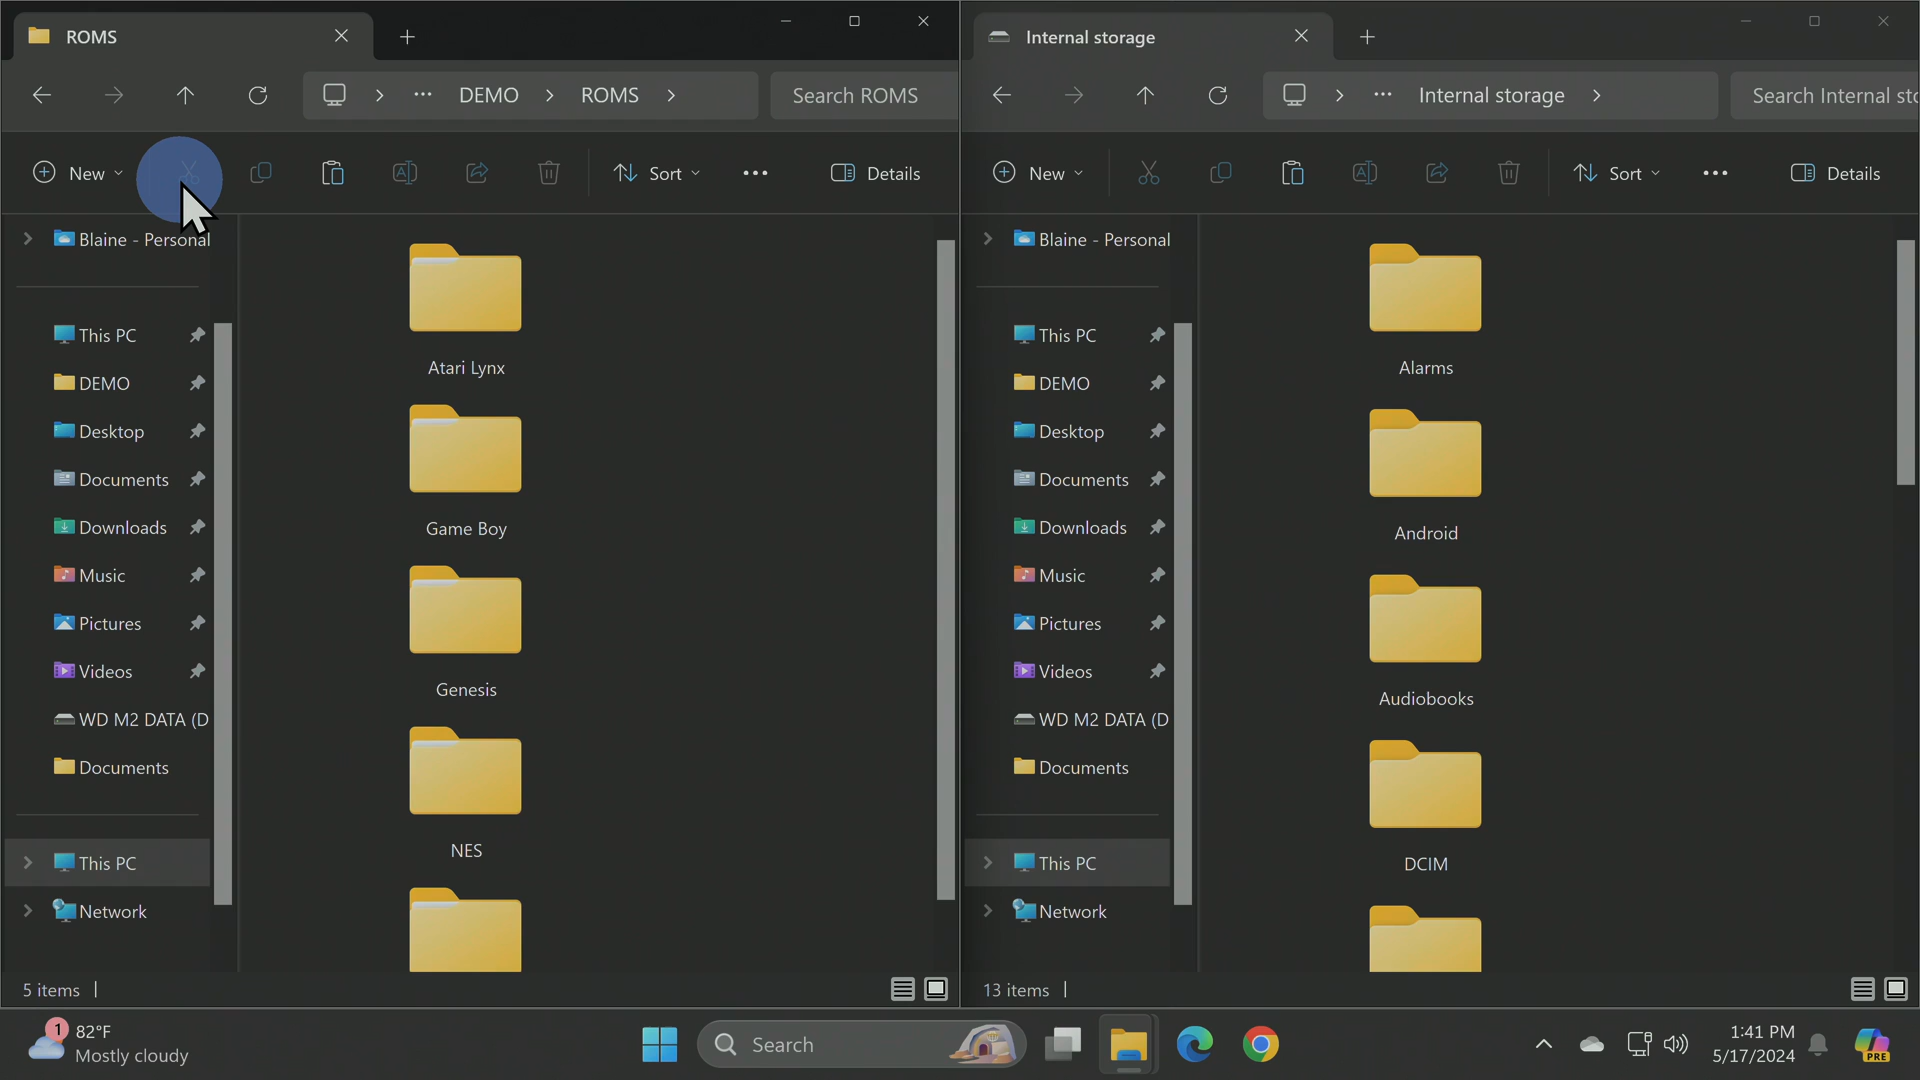 ROMS
DEMO
ROMS
Search ROMS
New
Sort
Details
Blaine - Personal
This PC
DEMO
Desktop
Documents
Downloads
Music
Pictures
Videos
WD M2 DATA (D
Documents
This PC
Network
Atari Lynx
Game Boy
Genesis
NES
5 items
Internal storage
Internal storage
Search Internal sto
New
Sort
Details
Blaine - Personal
This PC
DEMO
Desktop
Documents
Downloads
Music
Pictures
Videos
WD M2 DATA (D
Documents
This PC
Network
Alarms
Android
Audiobooks
DCIM
13 items
1
82°F
Mostly cloudy
Search
1:41 PM
5/17/2024
PRE